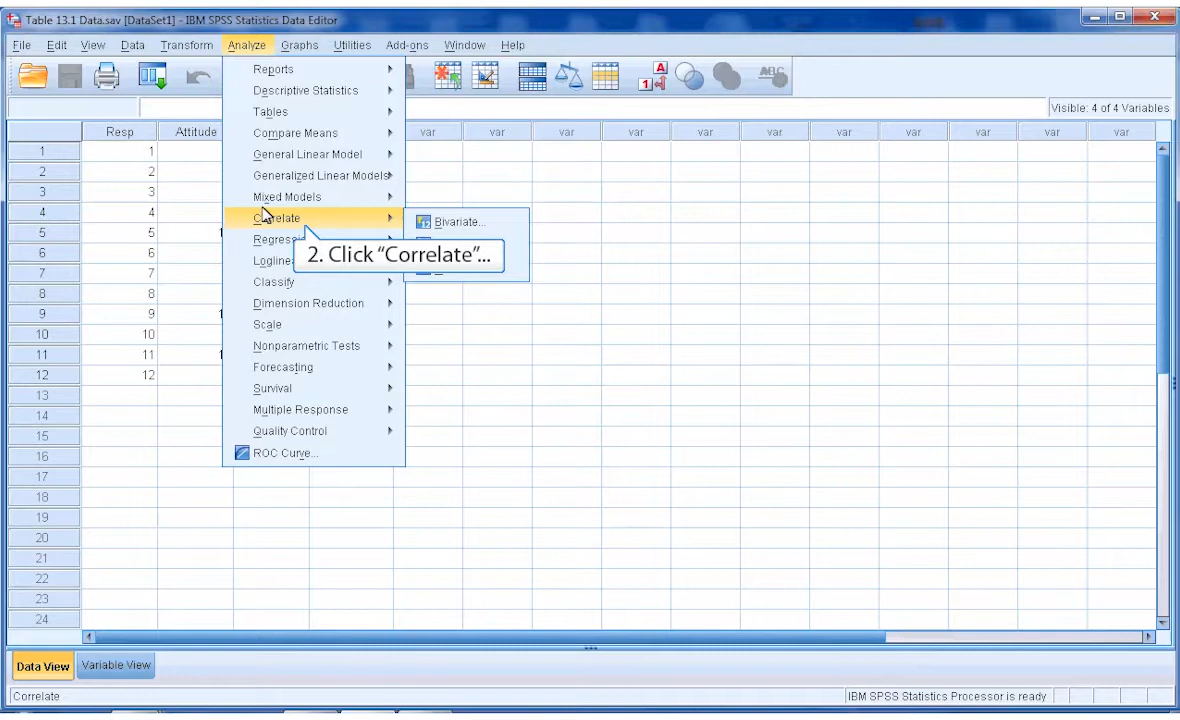 Table 13.1 Data.sav [DataSet1] - IBM SPSS Statistics Data Editor
File Edit View Data Transform Analyze Graphs Utilities Add-ons Window Help
Visible: 4 of 4 Variables
Resp Attitude var var var var var var var var var var var
Reports
Descriptive Statistics
Tables
Compare Means
General Linear Model
Generalized Linear Models
Mixed Models
Correlate
Bivariate...
2. Click “Correlate”...
Classify
Dimension Reduction
Scale
Nonparametric Tests
Forecasting
Survival
Multiple Response
Quality Control
ROC Curve...
1 1
2 2
3 3
4 4
5 5
6 6
7 7
8 8
9 9
10 10
11 11
12 12
13
14
15
16
17
18
19
20
21
22
23
24
Data View Variable View
Correlate IBM SPSS Statistics Processor is ready